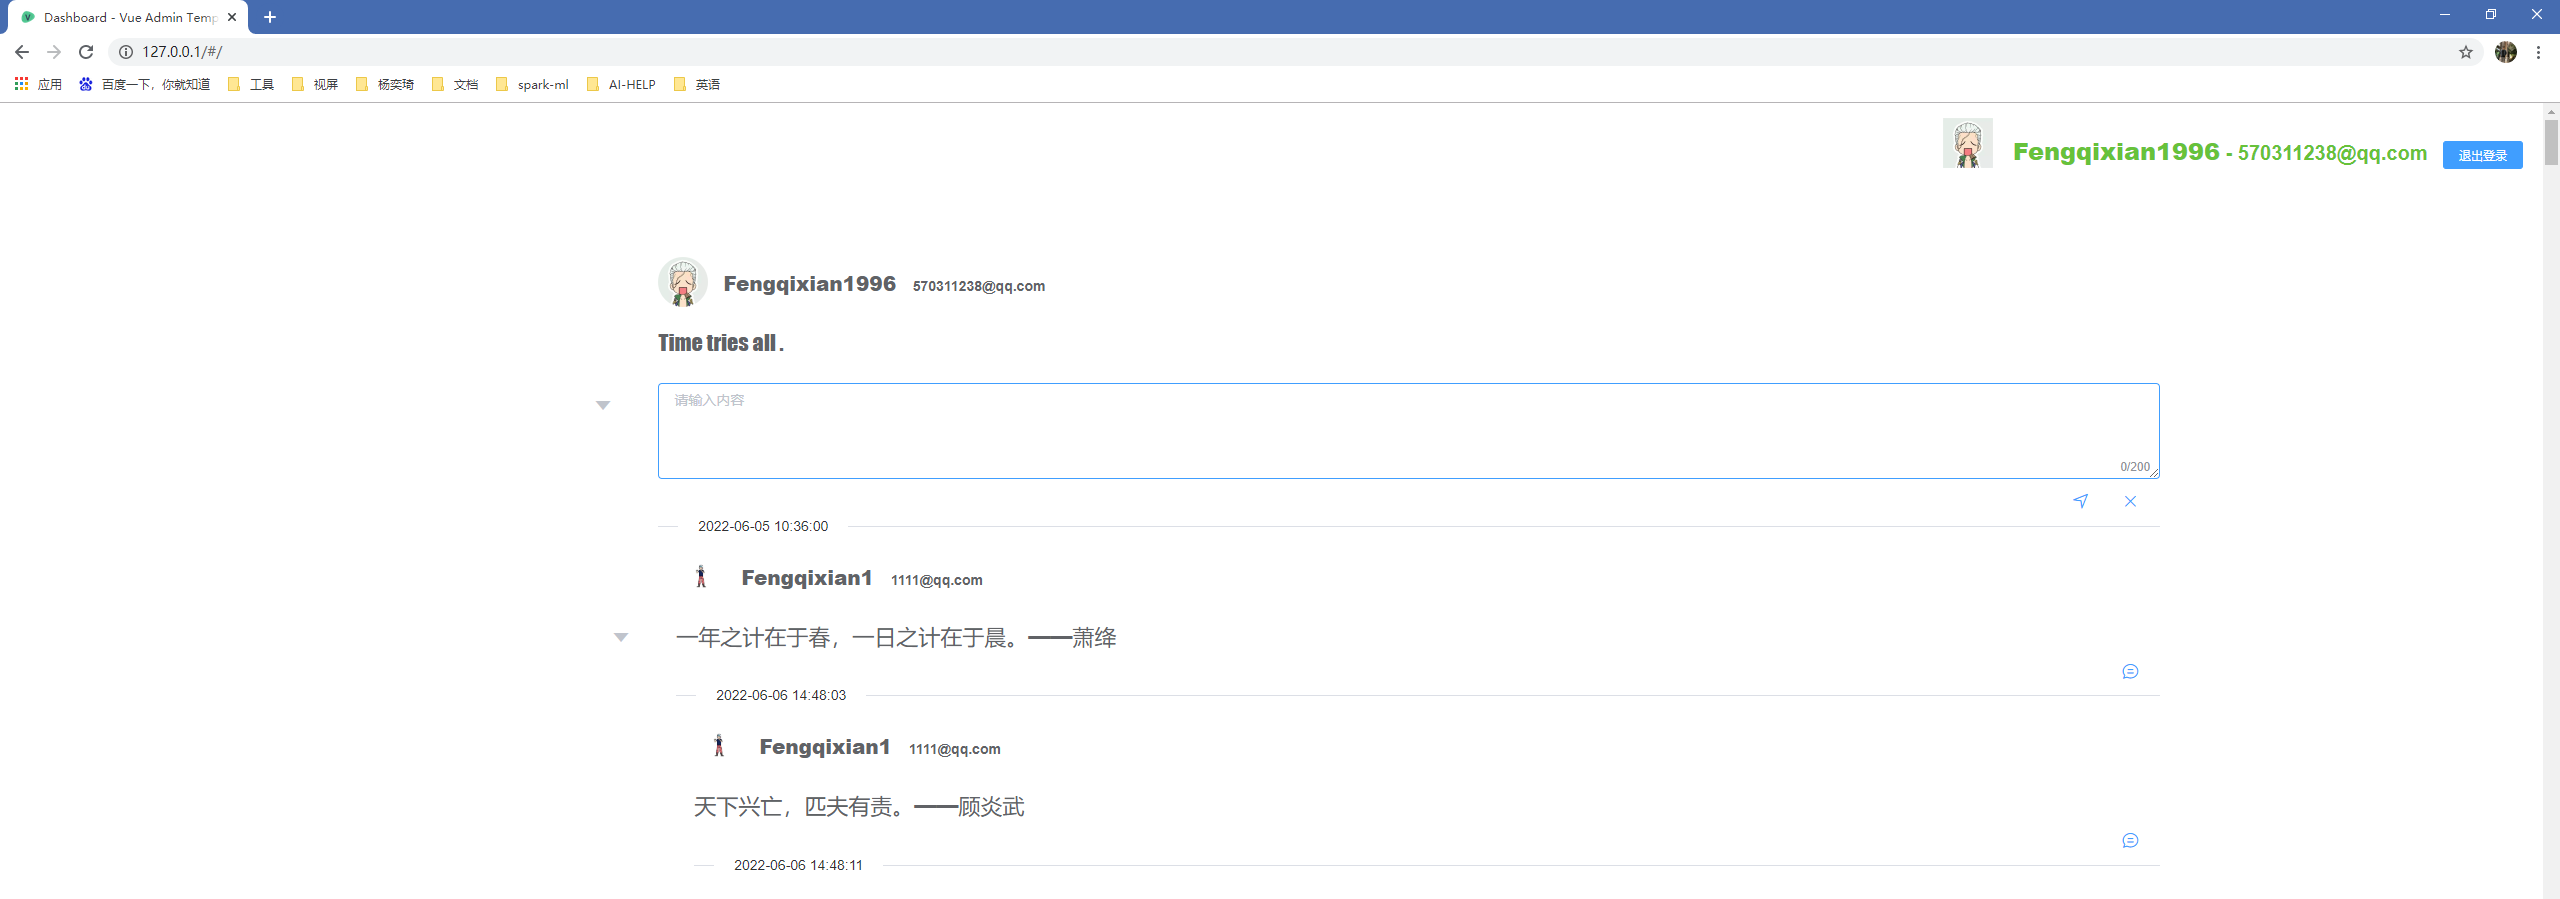 Dashboard - Vue Admin Temp
127.0.0.1/#/
应用 百度一下，你就知道 工具 视屏 杨奕琦 文档 spark-ml AI-HELP 英语
Fengqixian1996 - 570311238@qq.com 退出登录
Fengqixian1996 570311238@qq.com
Time tries all .
请输入内容
0/200
2022-06-05 10:36:00
Fengqixian1 1111@qq.com
一年之计在于春，一日之计在于晨。——萧绛
2022-06-06 14:48:03
Fengqixian1 1111@qq.com
天下兴亡，匹夫有责。——顾炎武
2022-06-06 14:48:11